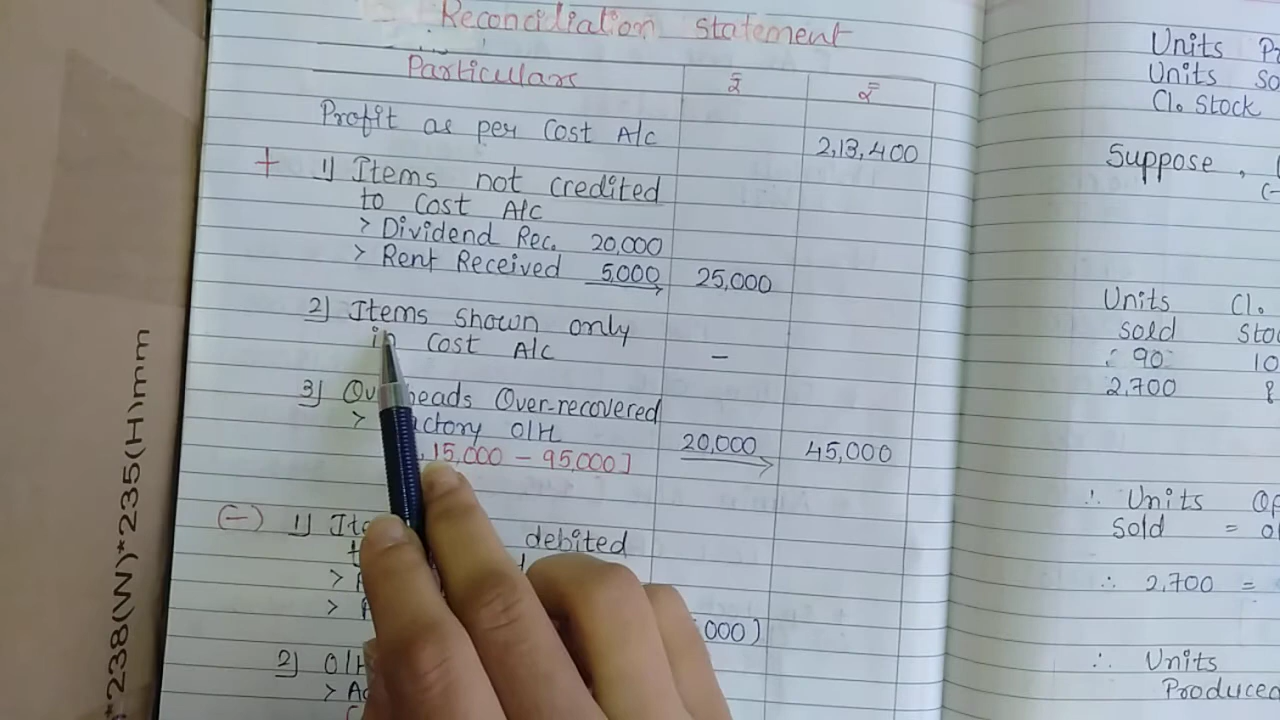 Reconciliation Statement
Particulars ₹ ₹
Profit as per Cost A/c 2,13,400
+ 1) Items not credited
to Cost A/c
> Dividend Rec. 20,000
> Rent Received 5,000 25,000
2) Items shown only
in Cost A/c –
3) Overheads Over-recovered
> Factory O/H 20,000 45,000
15,000 – 95,000]
(–) 1) debited
>
>
000)
2) O/H
>
*238(W)*235(H)mm
Units
Units
Cl. Stock
Suppose,
Units Cl.
Sold
90 10
2,700
∴ Units Op
Sold =
∴ 2,700 =
∴ Units
Produced